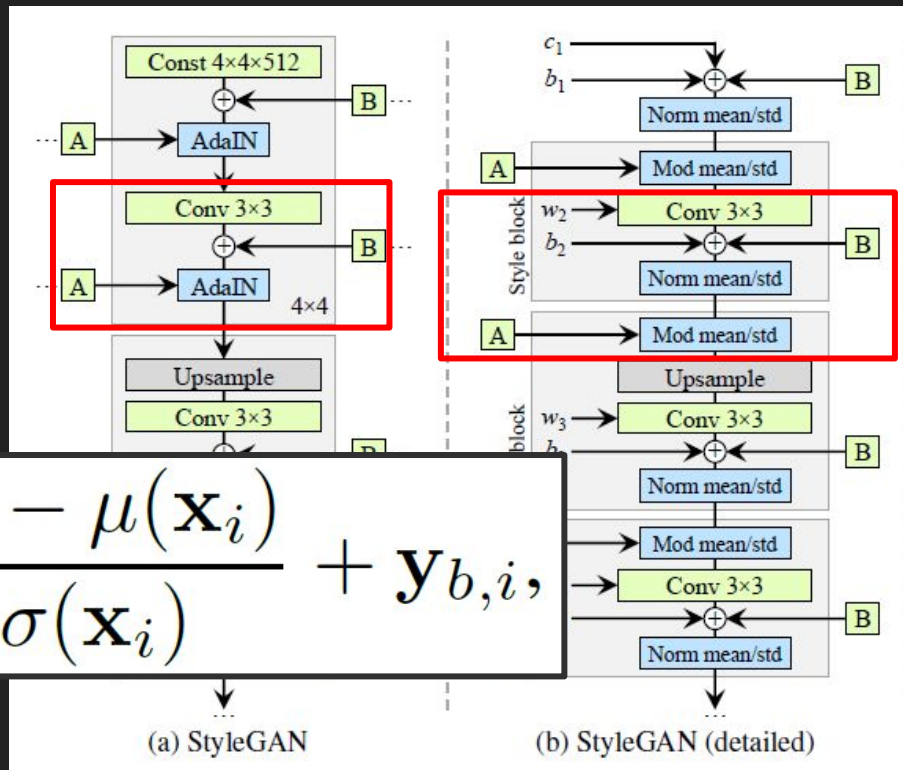 Const 4×4×512
B ...
... A
AdaIN
Conv 3×3
B ...
... A
AdaIN
4×4
Upsample
Conv 3×3
− μ(x_i)
σ(x_i)
+ y_{b,i},
...
(a) StyleGAN
c_1
b_1
B
Norm mean/std
A
Mod mean/std
Style block
w_2
Conv 3×3
b_2
B
Norm mean/std
A
Mod mean/std
Upsample
block
w_3
Conv 3×3
B
Norm mean/std
Mod mean/std
Conv 3×3
B
Norm mean/std
...
(b) StyleGAN (detailed)